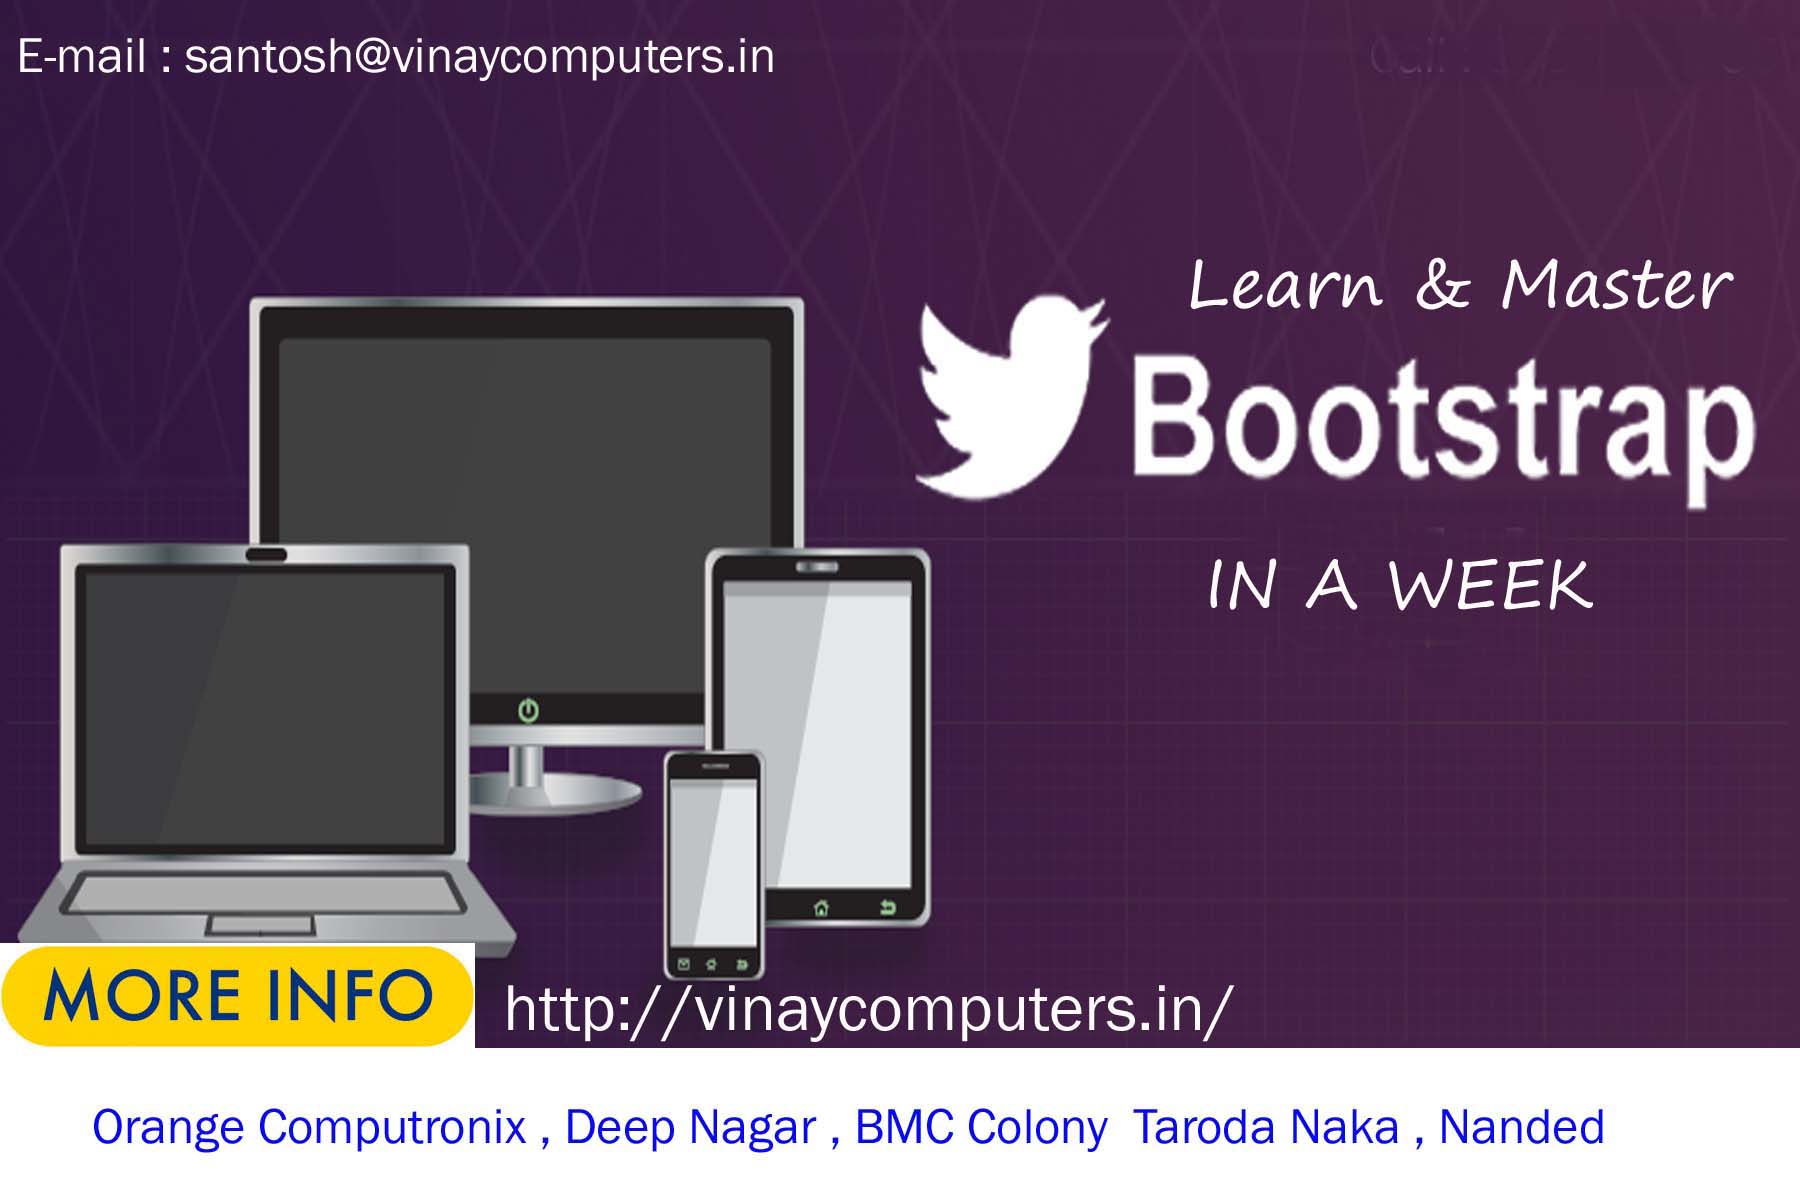 E-mail : santosh@vinaycomputers.in
Learn & Master
Bootstrap
IN A WEEK
MORE INFO
http://vinaycomputers.in/
Orange Computronix , Deep Nagar , BMC Colony Taroda Naka , Nanded